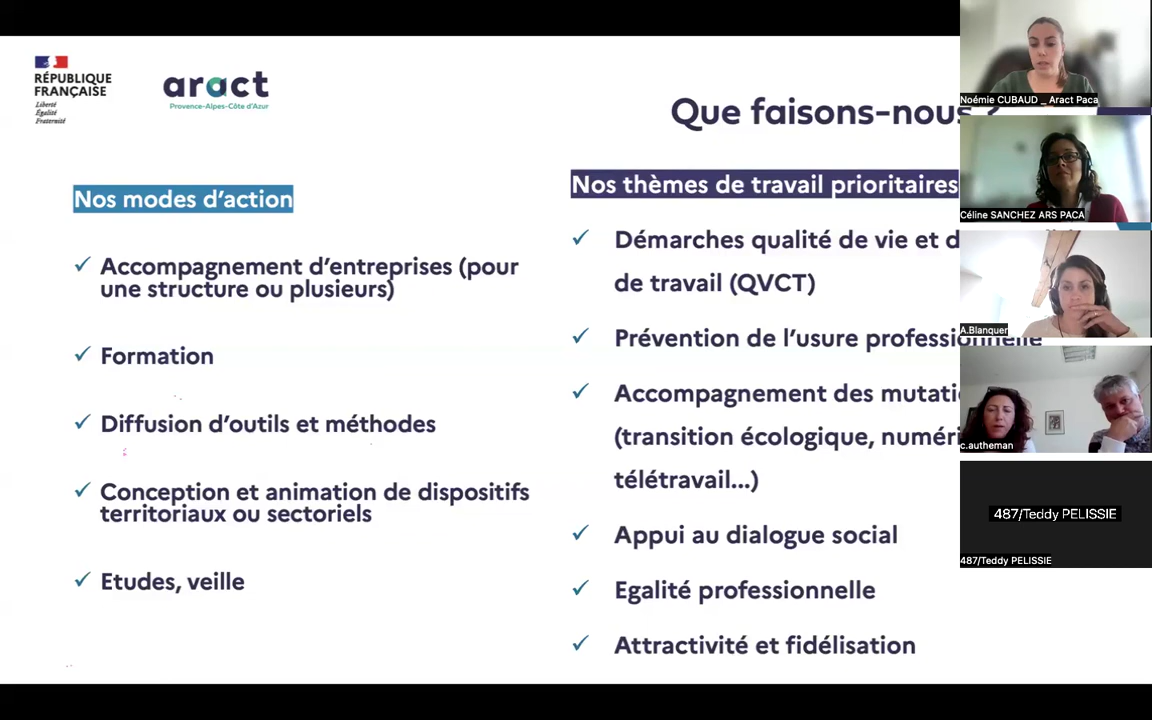 RÉPUBLIQUE
FRANÇAISE
Liberté
Égalité
Fraternité
aract
Provence-Alpes-Côte d'Azur
Que faisons-nous ?
Nos modes d'action
Accompagnement d'entreprises (pour
une structure ou plusieurs)
Formation
Diffusion d'outils et méthodes
Conception et animation de dispositifs
territoriaux ou sectoriels
Etudes, veille
Nos thèmes de travail prioritaires
Démarches qualité de vie et d
de travail (QVCT)
Prévention de l'usure professionnelle
Accompagnement des mutati
(transition écologique, numéri
télétravail...)
Appui au dialogue social
Egalité professionnelle
Attractivité et fidélisation
Noémie CUBAUD _ Aract Paca
Céline SANCHEZ ARS PACA
A.Blanquer
c.autheman
487/Teddy PELISSIE
487/Teddy PELISSIE